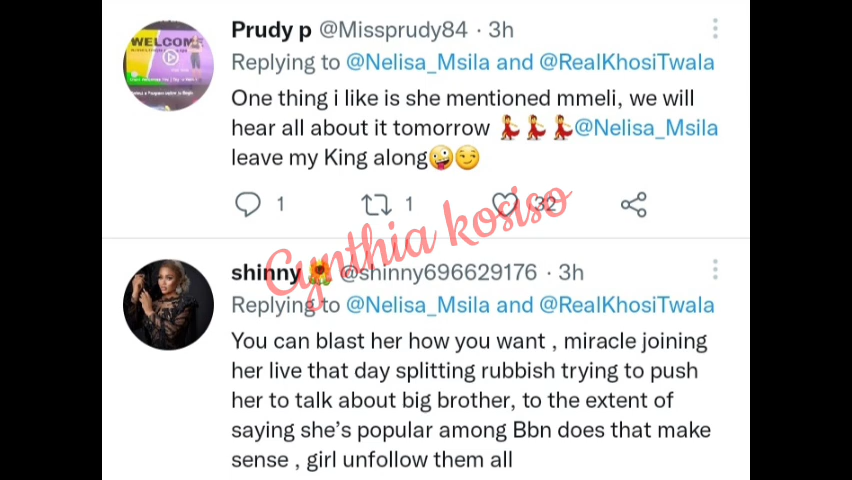 WELCOME
Prudy p @Missprudy84 · 3h
Replying to @Nelisa_Msila and @RealKhosiTwala
One thing i like is she mentioned mmeli, we will
hear all about it tomorrow 💃💃💃@Nelisa_Msila
leave my King along🤪😏
1 1 32
Cynthia kosiso
shinny 🌻 @shinny696629176 · 3h
Replying to @Nelisa_Msila and @RealKhosiTwala
You can blast her how you want , miracle joining
her live that day splitting rubbish trying to push
her to talk about big brother, to the extent of
saying she's popular among Bbn does that make
sense , girl unfollow them all